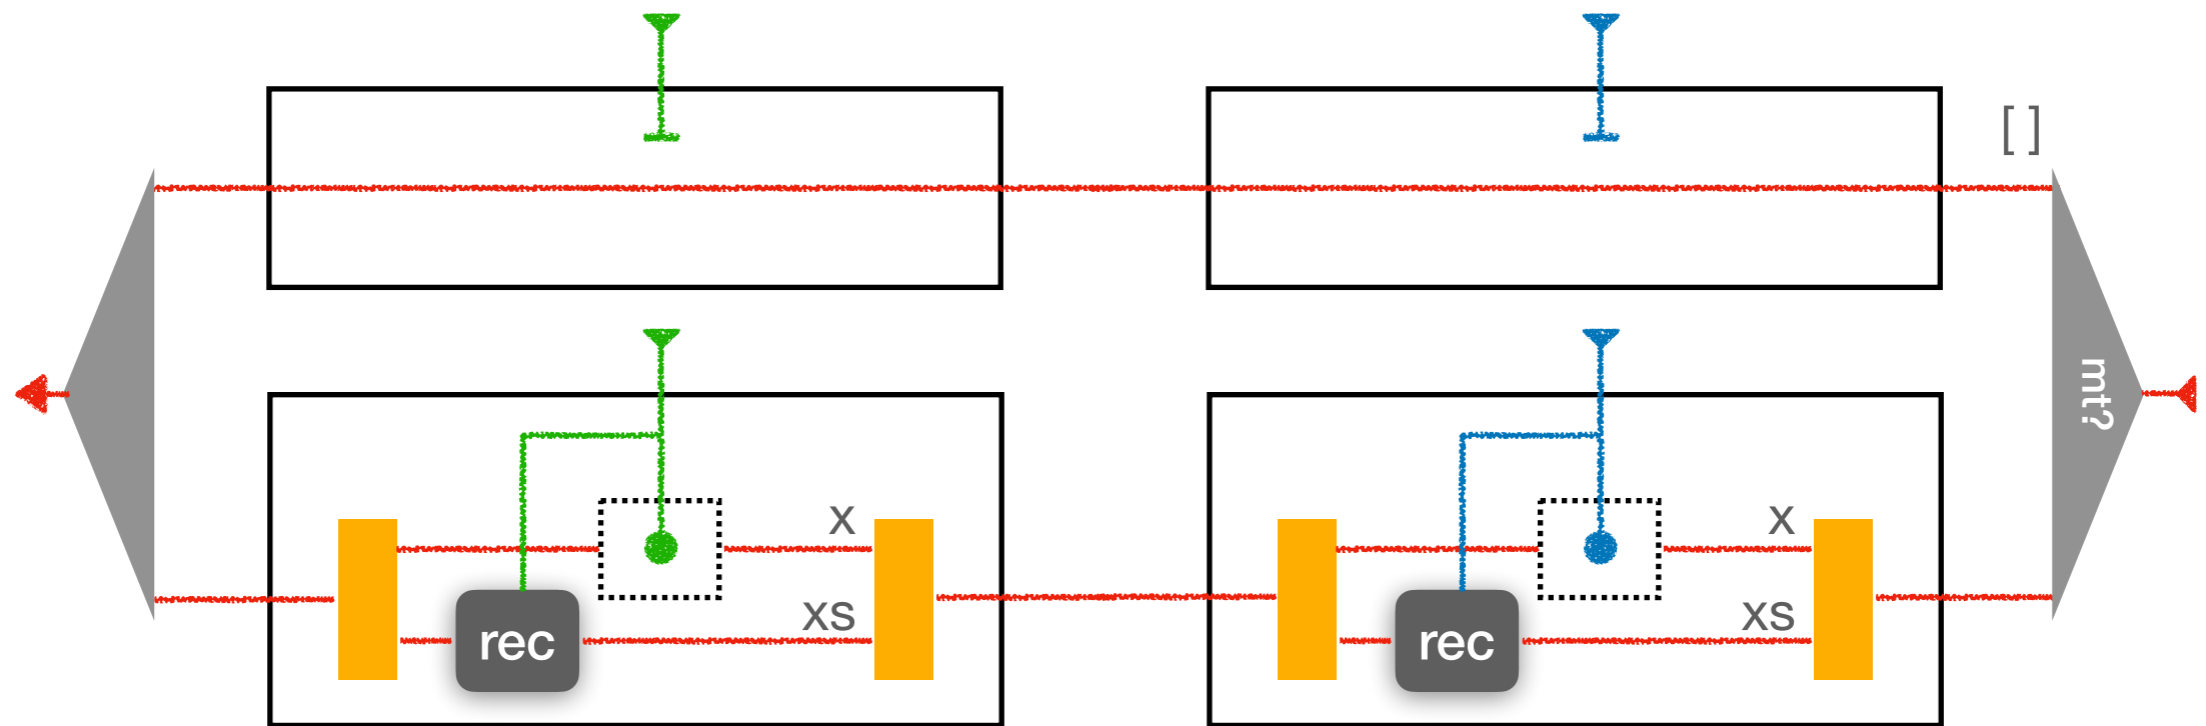 [ ]
mt?
x x
xs xs
rec rec